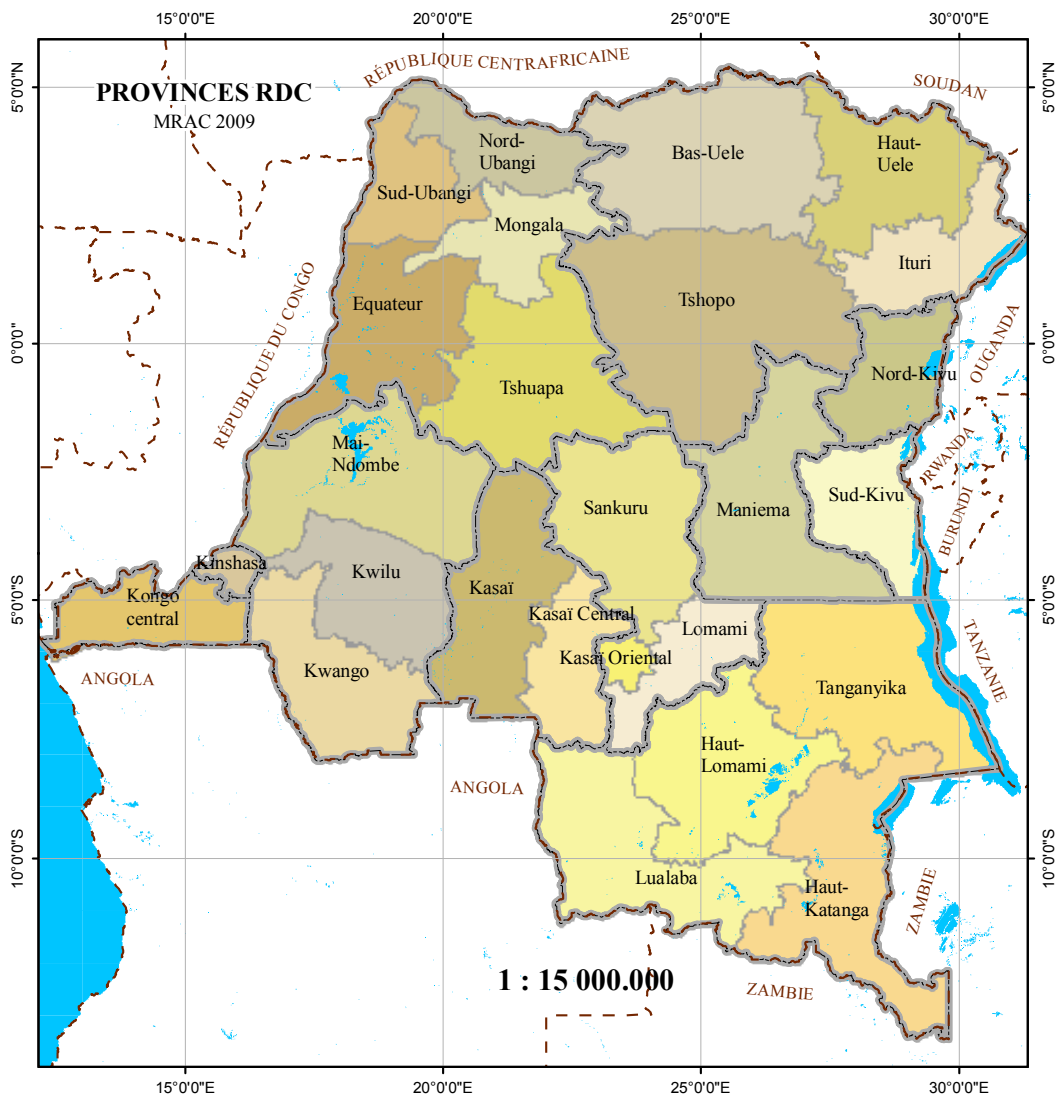 15°0'0"E
20°0'0"E
25°0'0"E
30°0'0"E
5°0'0"N
0°0'0"
5°0'0"S
10°0'0"S
5°0'0"N
0°0'0"
5°0'0"S
10°0'0"S
PROVINCES RDC
MRAC 2009
RÉPUBLIQUE CENTRAFRICAINE
SOUDAN
Nord-
Ubangi
Bas-Uele
Haut-
Uele
Sud-Ubangi
Mongala
Ituri
RÉPUBLIQUE DU CONGO
Equateur
Tshopo
OUGANDA
Tshuapa
Nord-Kivu
Mai-
Ndombe
RWANDA
Sankuru
Maniema
Sud-Kivu
BURUNDI
Kinshasa
Kwilu
Kasaï
Kongo
central
Kasaï Central
Lomami
Kasaï Oriental
TANZANIE
ANGOLA
Kwango
Tanganyika
Haut-
Lomami
ANGOLA
Lualaba
Haut-
Katanga
ZAMBIE
1 : 15 000.000
ZAMBIE
15°0'0"E
20°0'0"E
25°0'0"E
30°0'0"E